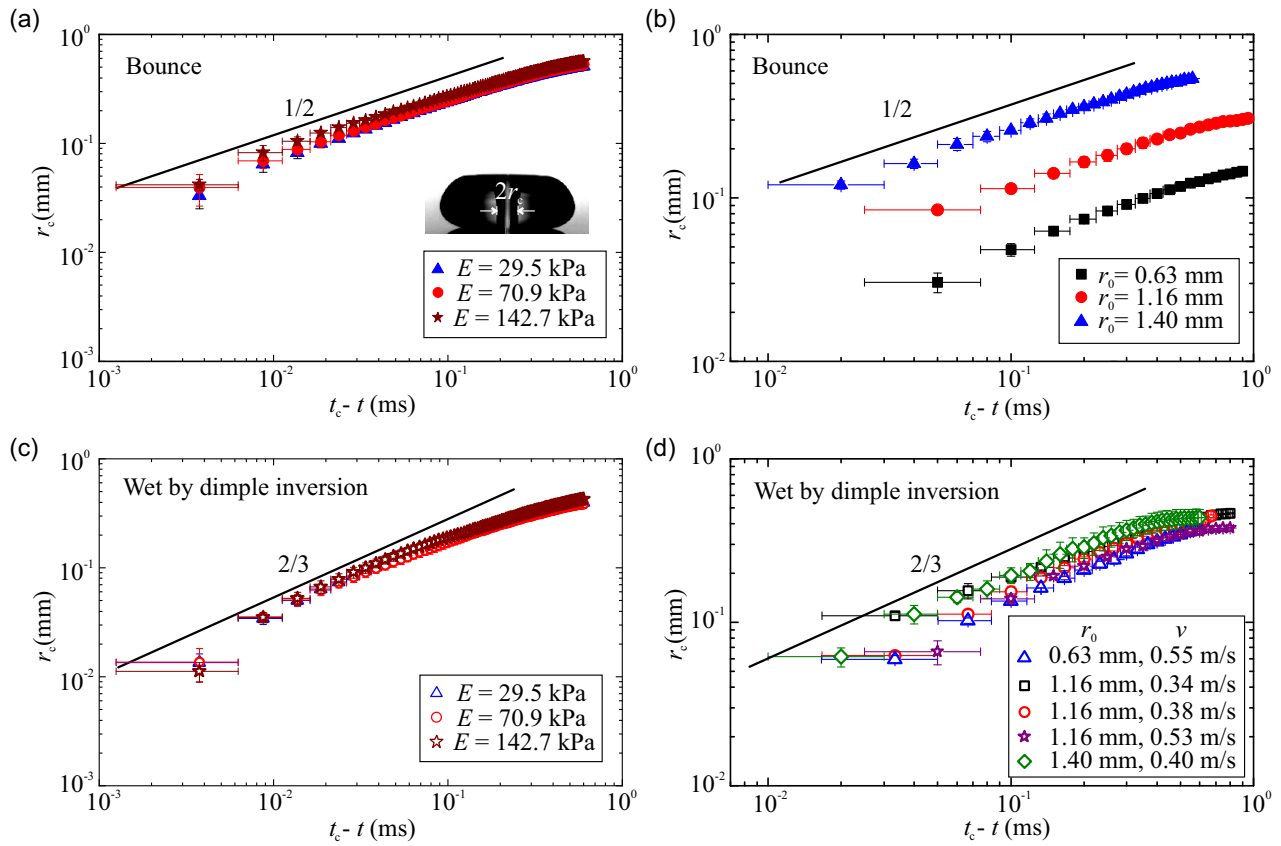 (a)
Bounce
1/2
2r_c
E = 29.5 kPa
E = 70.9 kPa
E = 142.7 kPa
r_c(mm)
10^0
10^-1
10^-2
10^-3
10^-3
10^-2
10^-1
10^0
t_c- t (ms)
(b)
Bounce
1/2
r_0= 0.63 mm
r_0= 1.16 mm
r_0= 1.40 mm
r_c(mm)
10^0
10^-1
10^-2
10^-2
10^-1
10^0
t_c- t (ms)
(c)
Wet by dimple inversion
2/3
E = 29.5 kPa
E = 70.9 kPa
E = 142.7 kPa
r_c(mm)
10^0
10^-1
10^-2
10^-3
10^-3
10^-2
10^-1
10^0
t_c- t (ms)
(d)
Wet by dimple inversion
2/3
r_0 v
0.63 mm, 0.55 m/s
1.16 mm, 0.34 m/s
1.16 mm, 0.38 m/s
1.16 mm, 0.53 m/s
1.40 mm, 0.40 m/s
r_c(mm)
10^0
10^-1
10^-2
10^-2
10^-1
10^0
t_c- t (ms)